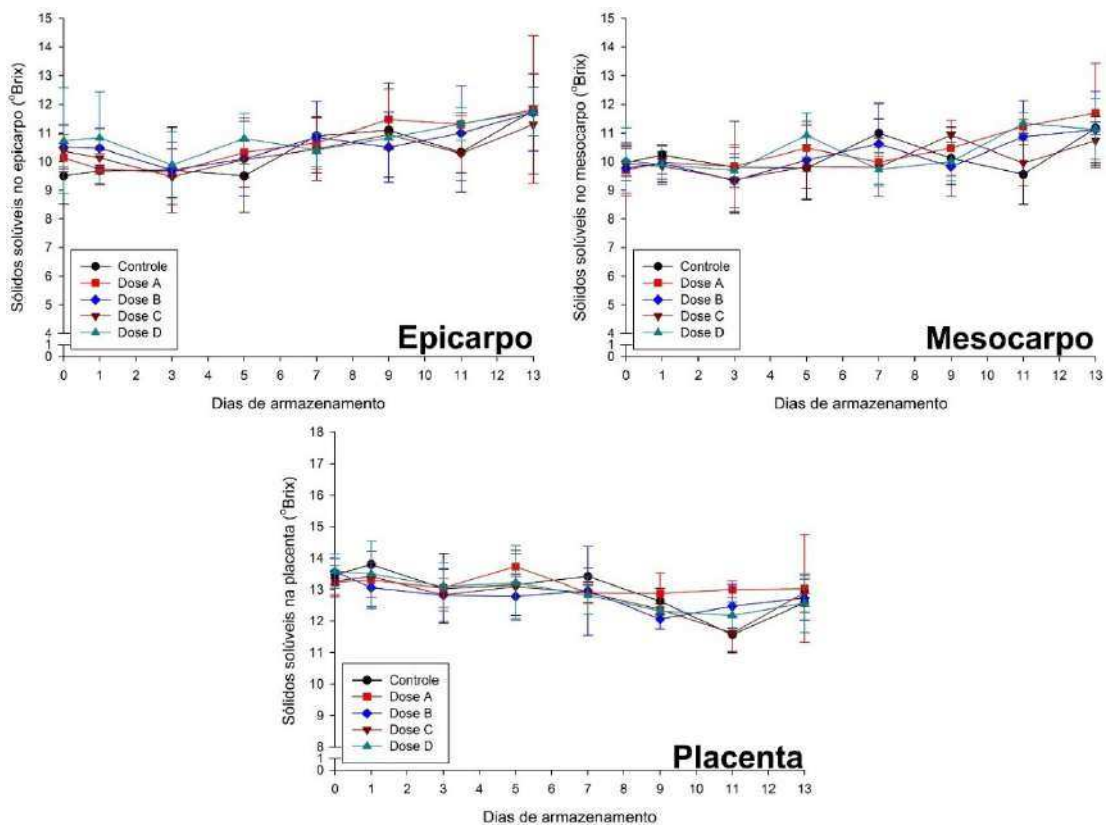 Sólidos solúveis no epicarpo (°Brix)
15
14
13
12
11
10
9
8
7
6
5
4
1
0
Controle
Dose A
Dose B
Dose C
Dose D
Epicarpo
0 1 2 3 4 5 6 7 8 9 10 11 12 13
Dias de armazenamento
Sólidos solúveis no mesocarpo (°Brix)
15
14
13
12
11
10
9
8
7
6
5
4
1
0
Controle
Dose A
Dose B
Dose C
Dose D
Mesocarpo
0 1 2 3 4 5 6 7 8 9 10 11 12 13
Dias de armazenamento
Sólidos solúveis na placenta (°Brix)
18
17
16
15
14
13
12
11
10
9
8
1
0
Controle
Dose A
Dose B
Dose C
Dose D
Placenta
0 1 2 3 4 5 6 7 8 9 10 11 12 13
Dias de armazenamento